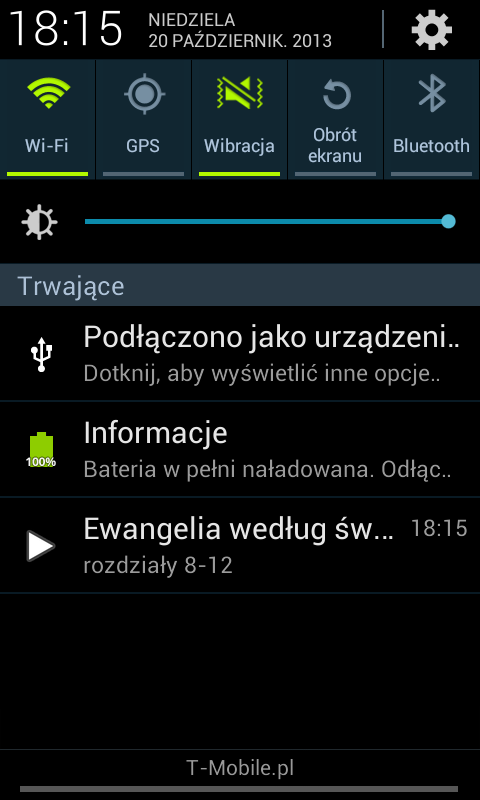 18:15
NIEDZIELA
20 PAŹDZIERNIK. 2013
Wi-Fi
GPS
Wibracja
Obrót
ekranu
Bluetooth
Trwające
Podłączono jako urządzeni..
Dotknij, aby wyświetlić inne opcje..
Informacje
100%
Bateria w pełni naładowana. Odłąc..
Ewangelia według św... 18:15
rozdziały 8-12
T-Mobile.pl